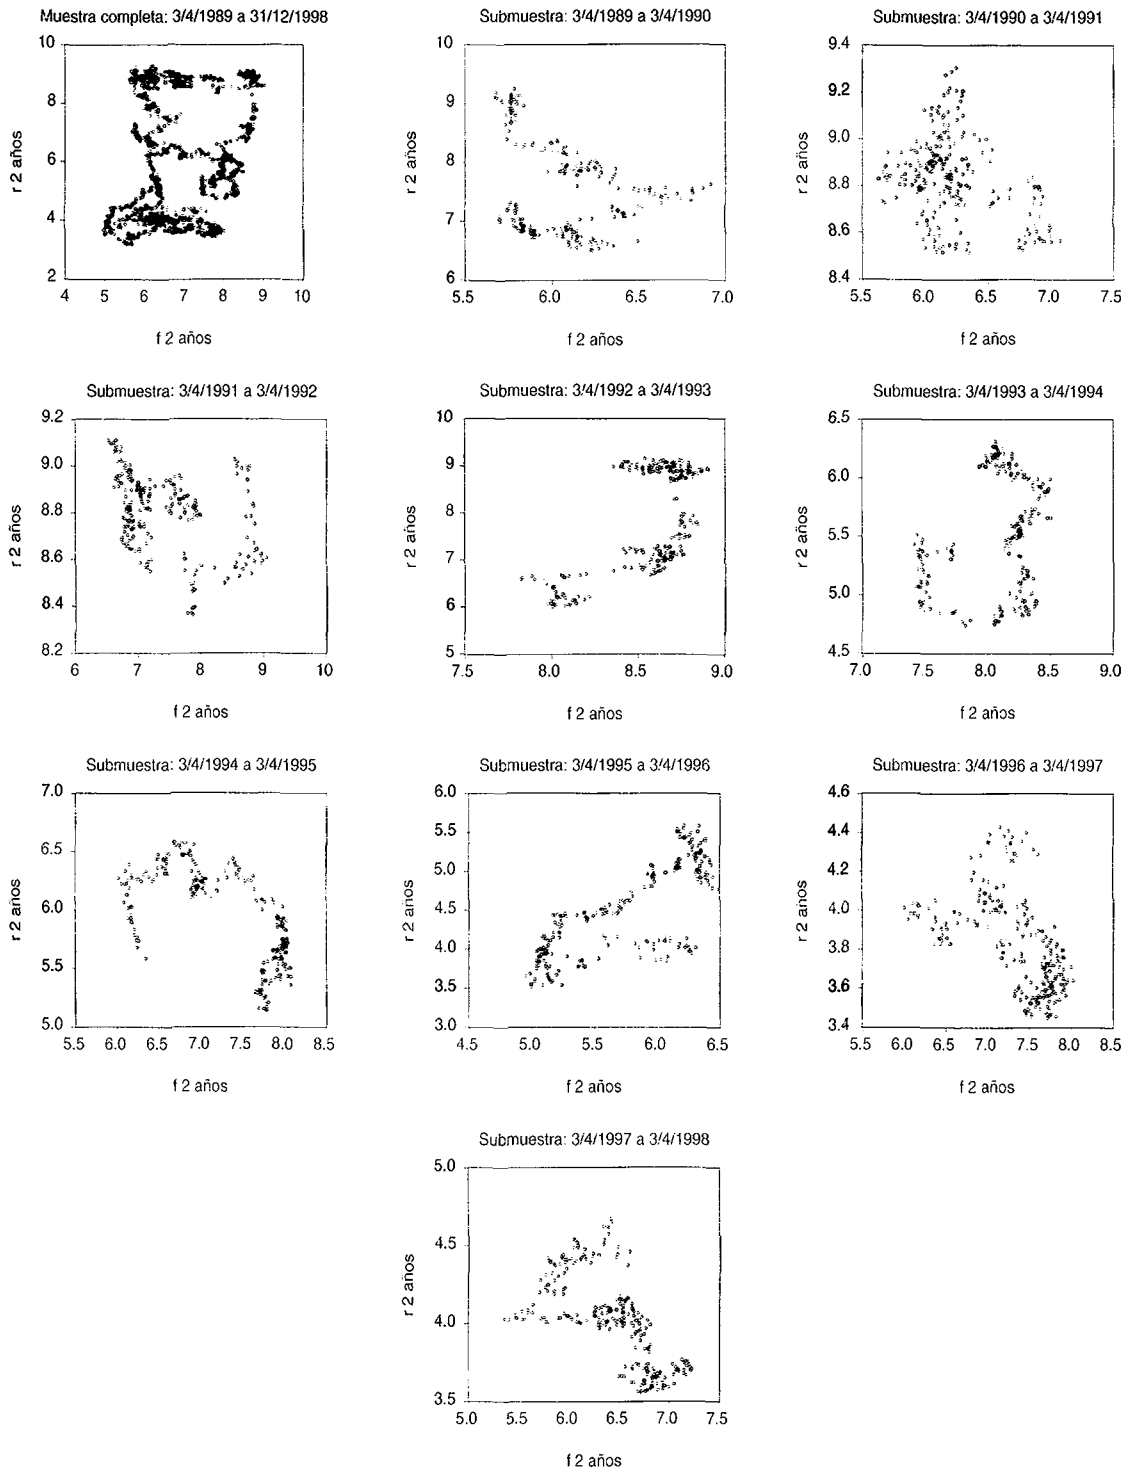 Muestra completa: 3/4/1989 a 31/12/1998
10
8
6
4
2
r 2 años
4 5 6 7 8 9 10
f 2 años
Submuestra: 3/4/1989 a 3/4/1990
10
9
8
7
6
r 2 años
5.5 6.0 6.5 7.0
f 2 años
Submuestra: 3/4/1990 a 3/4/1991
9.4
9.2
9.0
8.8
8.6
8.4
r 2 años
5.5 6.0 6.5 7.0 7.5
f 2 años
Submuestra: 3/4/1991 a 3/4/1992
9.2
9.0
8.8
8.6
8.4
8.2
r 2 años
6 7 8 9 10
f 2 años
Submuestra: 3/4/1992 a 3/4/1993
10
9
8
7
6
5
r 2 años
7.5 8.0 8.5 9.0
f 2 años
Submuestra: 3/4/1993 a 3/4/1994
6.5
6.0
5.5
5.0
4.5
r 2 años
7.0 7.5 8.0 8.5 9.0
f 2 años
Submuestra: 3/4/1994 a 3/4/1995
7.0
6.5
6.0
5.5
5.0
r 2 años
5.5 6.0 6.5 7.0 7.5 8.0 8.5
f 2 años
Submuestra: 3/4/1995 a 3/4/1996
6.0
5.5
5.0
4.5
4.0
3.5
3.0
r 2 años
4.5 5.0 5.5 6.0 6.5
f 2 años
Submuestra: 3/4/1996 a 3/4/1997
4.6
4.4
4.2
4.0
3.8
3.6
3.4
r 2 años
5.5 6.0 6.5 7.0 7.5 8.0 8.5
f 2 años
Submuestra: 3/4/1997 a 3/4/1998
5.0
4.5
4.0
3.5
r 2 años
5.0 5.5 6.0 6.5 7.0 7.5
f 2 años